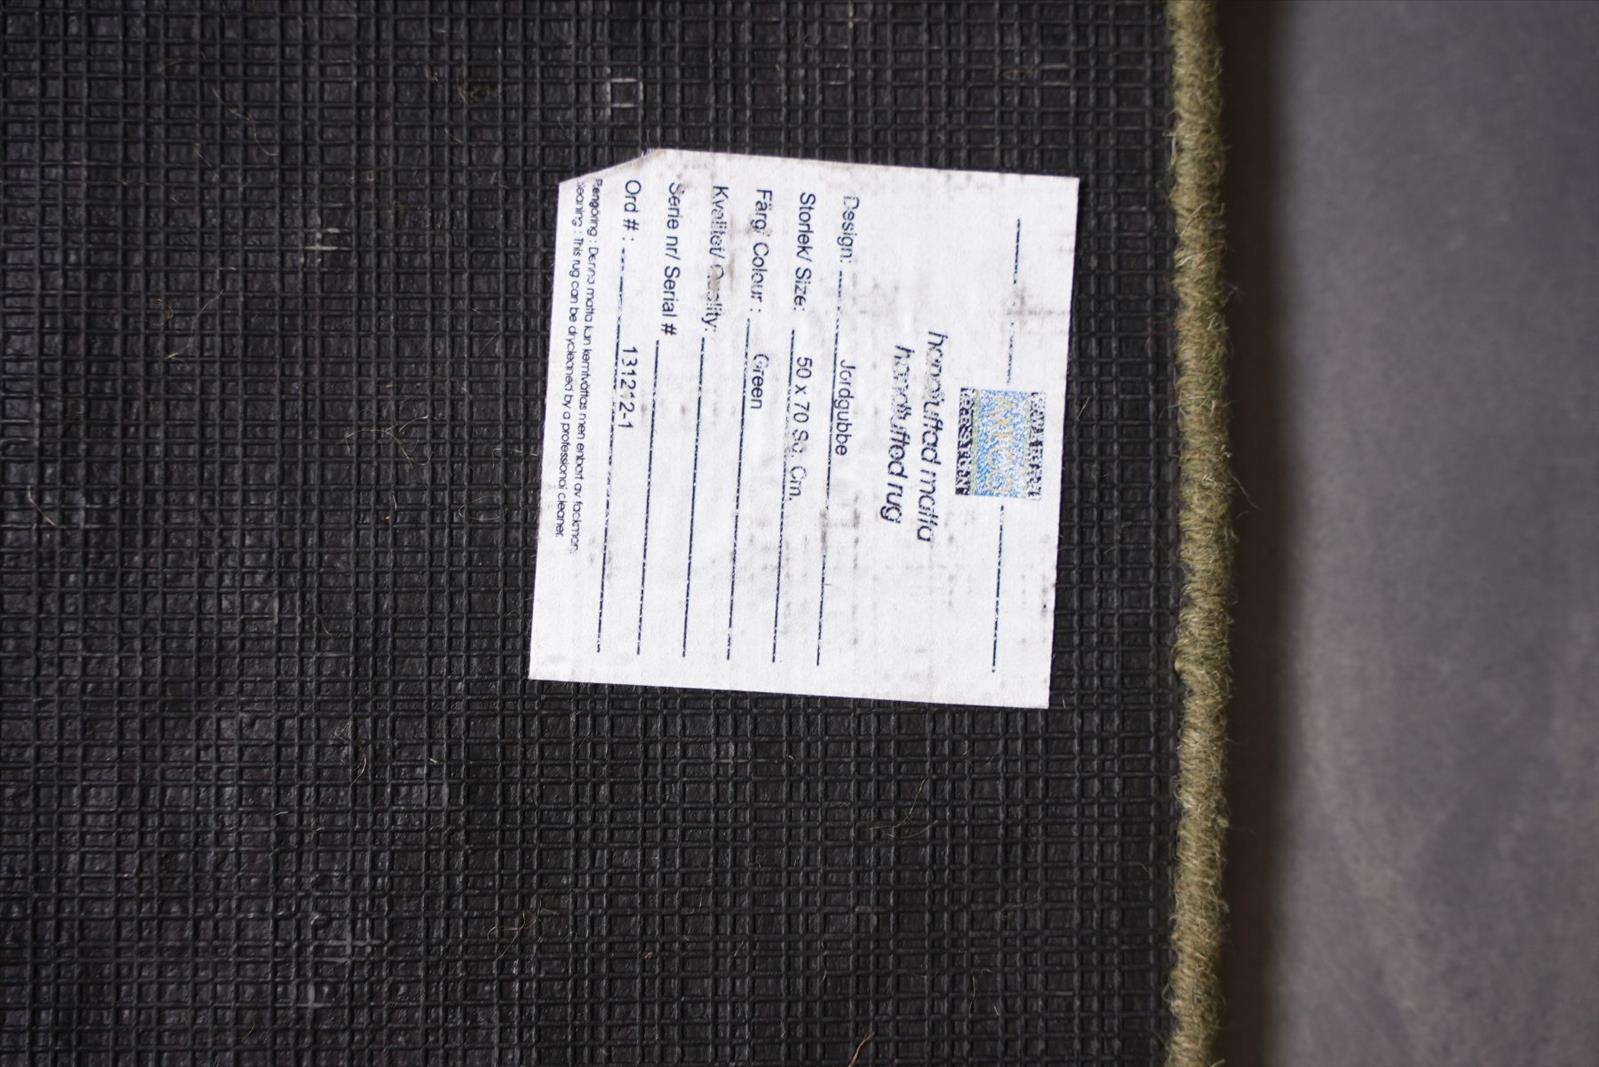 handtuftad matta
handtufted rug
Design: Jordgubbe
Storlek/ Size: 50 x 70 Sq. Cm.
Färg/ Colour : Green
Kvalitet/ Quality:
Serie nr/ Serial #
Ord # : 131212-1
Rengöring : Denna matta kan kemtvättas men enbart av fackman.
Cleaning : This rug can be drycleaned by a professional cleaner.